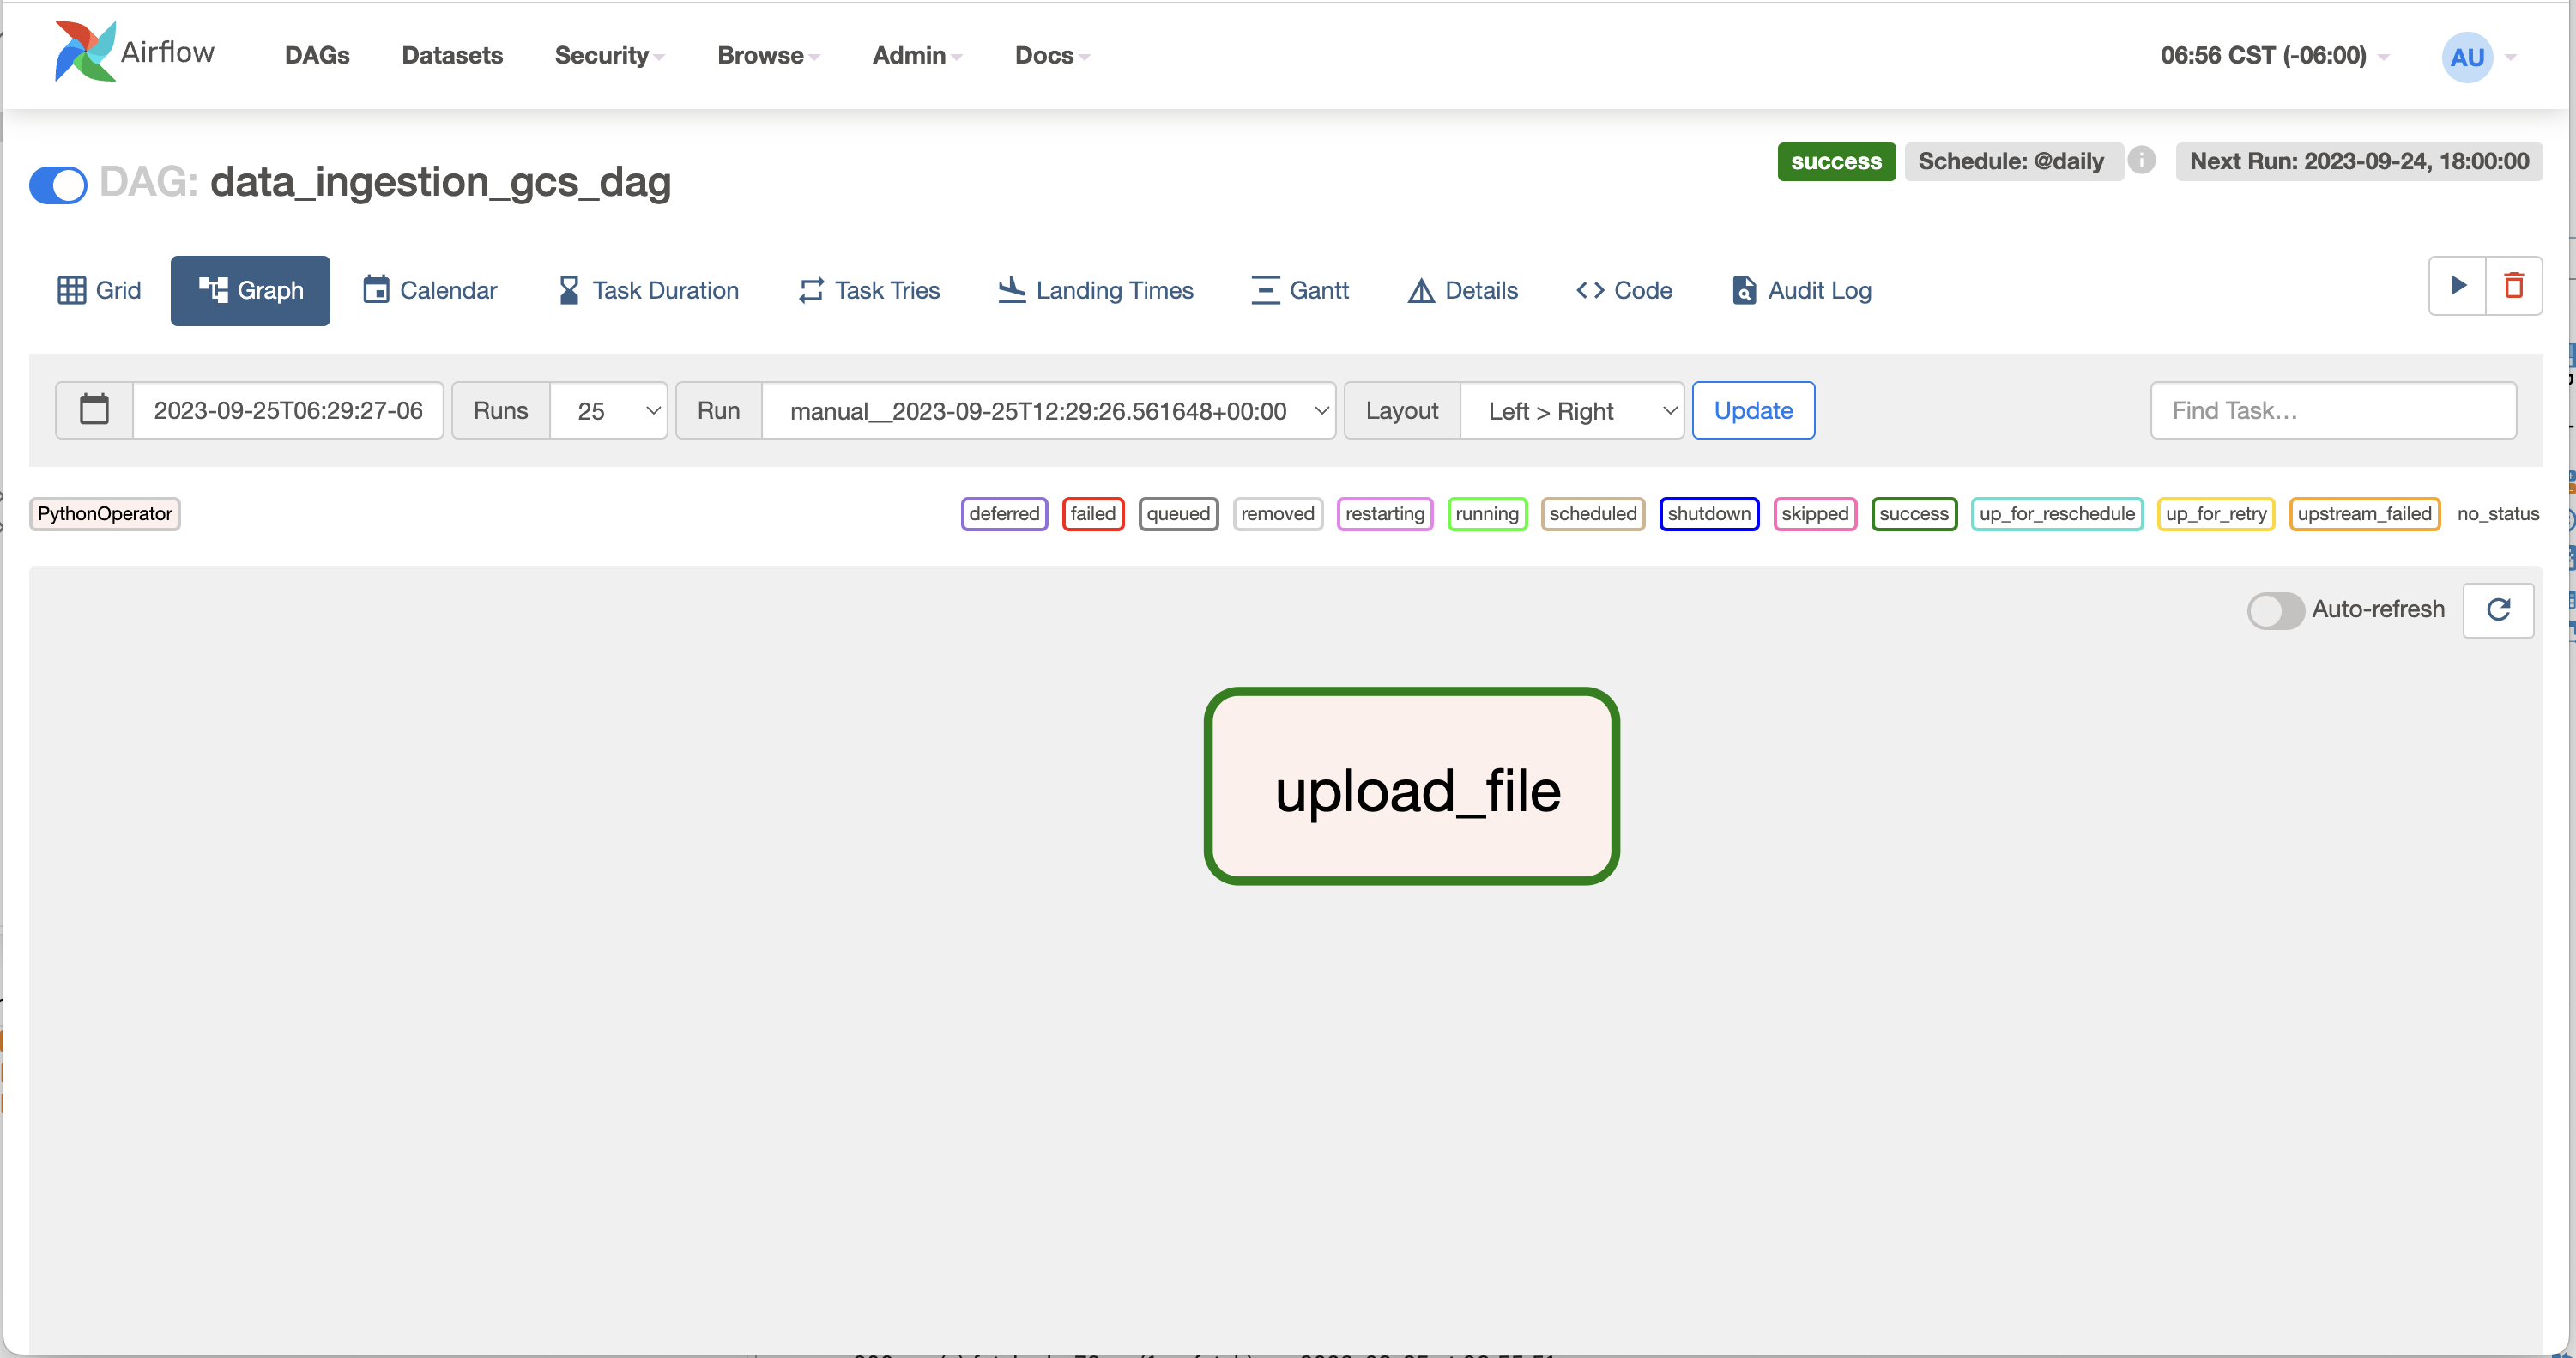 Airflow DAGs Datasets Security Browse Admin Docs 06:56 CST (-06:00) AU
DAG: data_ingestion_gcs_dag success Schedule: @daily i Next Run: 2023-09-24, 18:00:00
Grid Graph Calendar Task Duration Task Tries Landing Times Gantt Details Code Audit Log
2023-09-25T06:29:27-06 Runs 25 Run manual__2023-09-25T12:29:26.561648+00:00 Layout Left > Right Update Find Task…
PythonOperator deferred failed queued removed restarting running scheduled shutdown skipped success up_for_reschedule up_for_retry upstream_failed no_status
Auto-refresh
upload_file